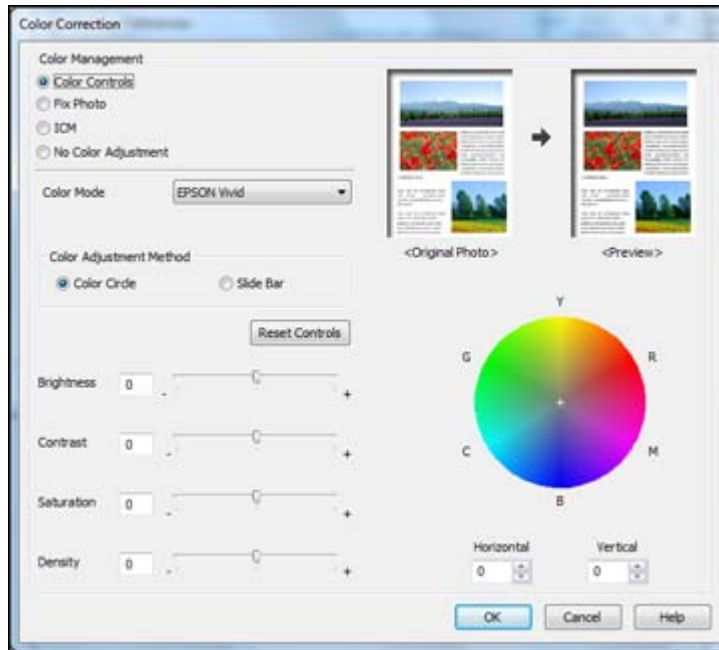 Color Correction
Color Management
Color Controls
Fix Photo
ICM
No Color Adjustment
Color Mode
EPSON Vivid
Color Adjustment Method
Color Circle
Slide Bar
Reset Controls
Brightness
0
-
+
Contrast
0
-
+
Saturation
0
-
+
Density
0
-
+
<Original Photo>
<Preview>
Y
G
R
C
M
B
Horizontal
Vertical
0
0
OK
Cancel
Help